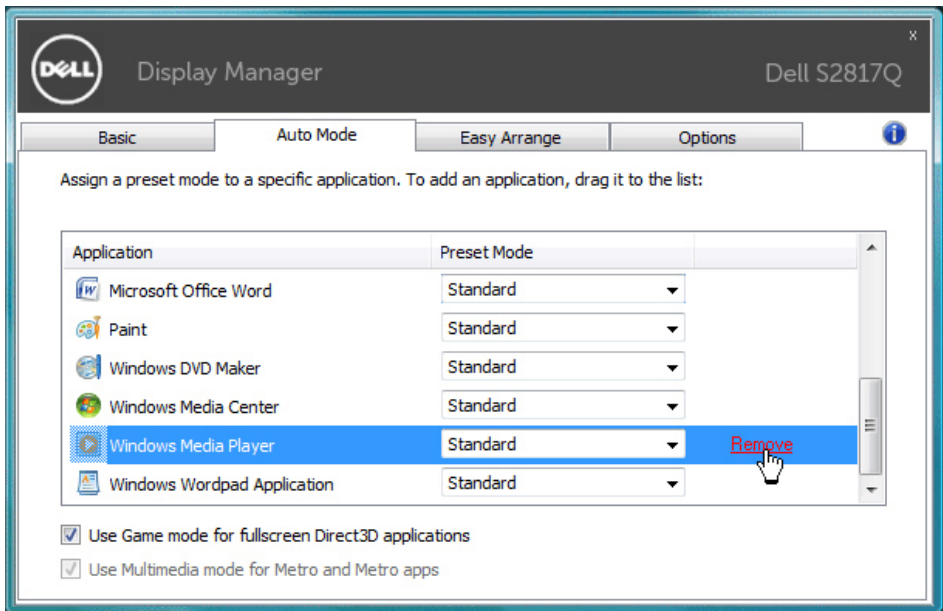 x
DELL Display Manager Dell S2817Q
Basic Auto Mode Easy Arrange Options i
Assign a preset mode to a specific application. To add an application, drag it to the list:
Application Preset Mode
Microsoft Office Word Standard
Paint Standard
Windows DVD Maker Standard
Windows Media Center Standard
Windows Media Player Standard Remove
Windows Wordpad Application Standard
Use Game mode for fullscreen Direct3D applications
Use Multimedia mode for Metro and Metro apps